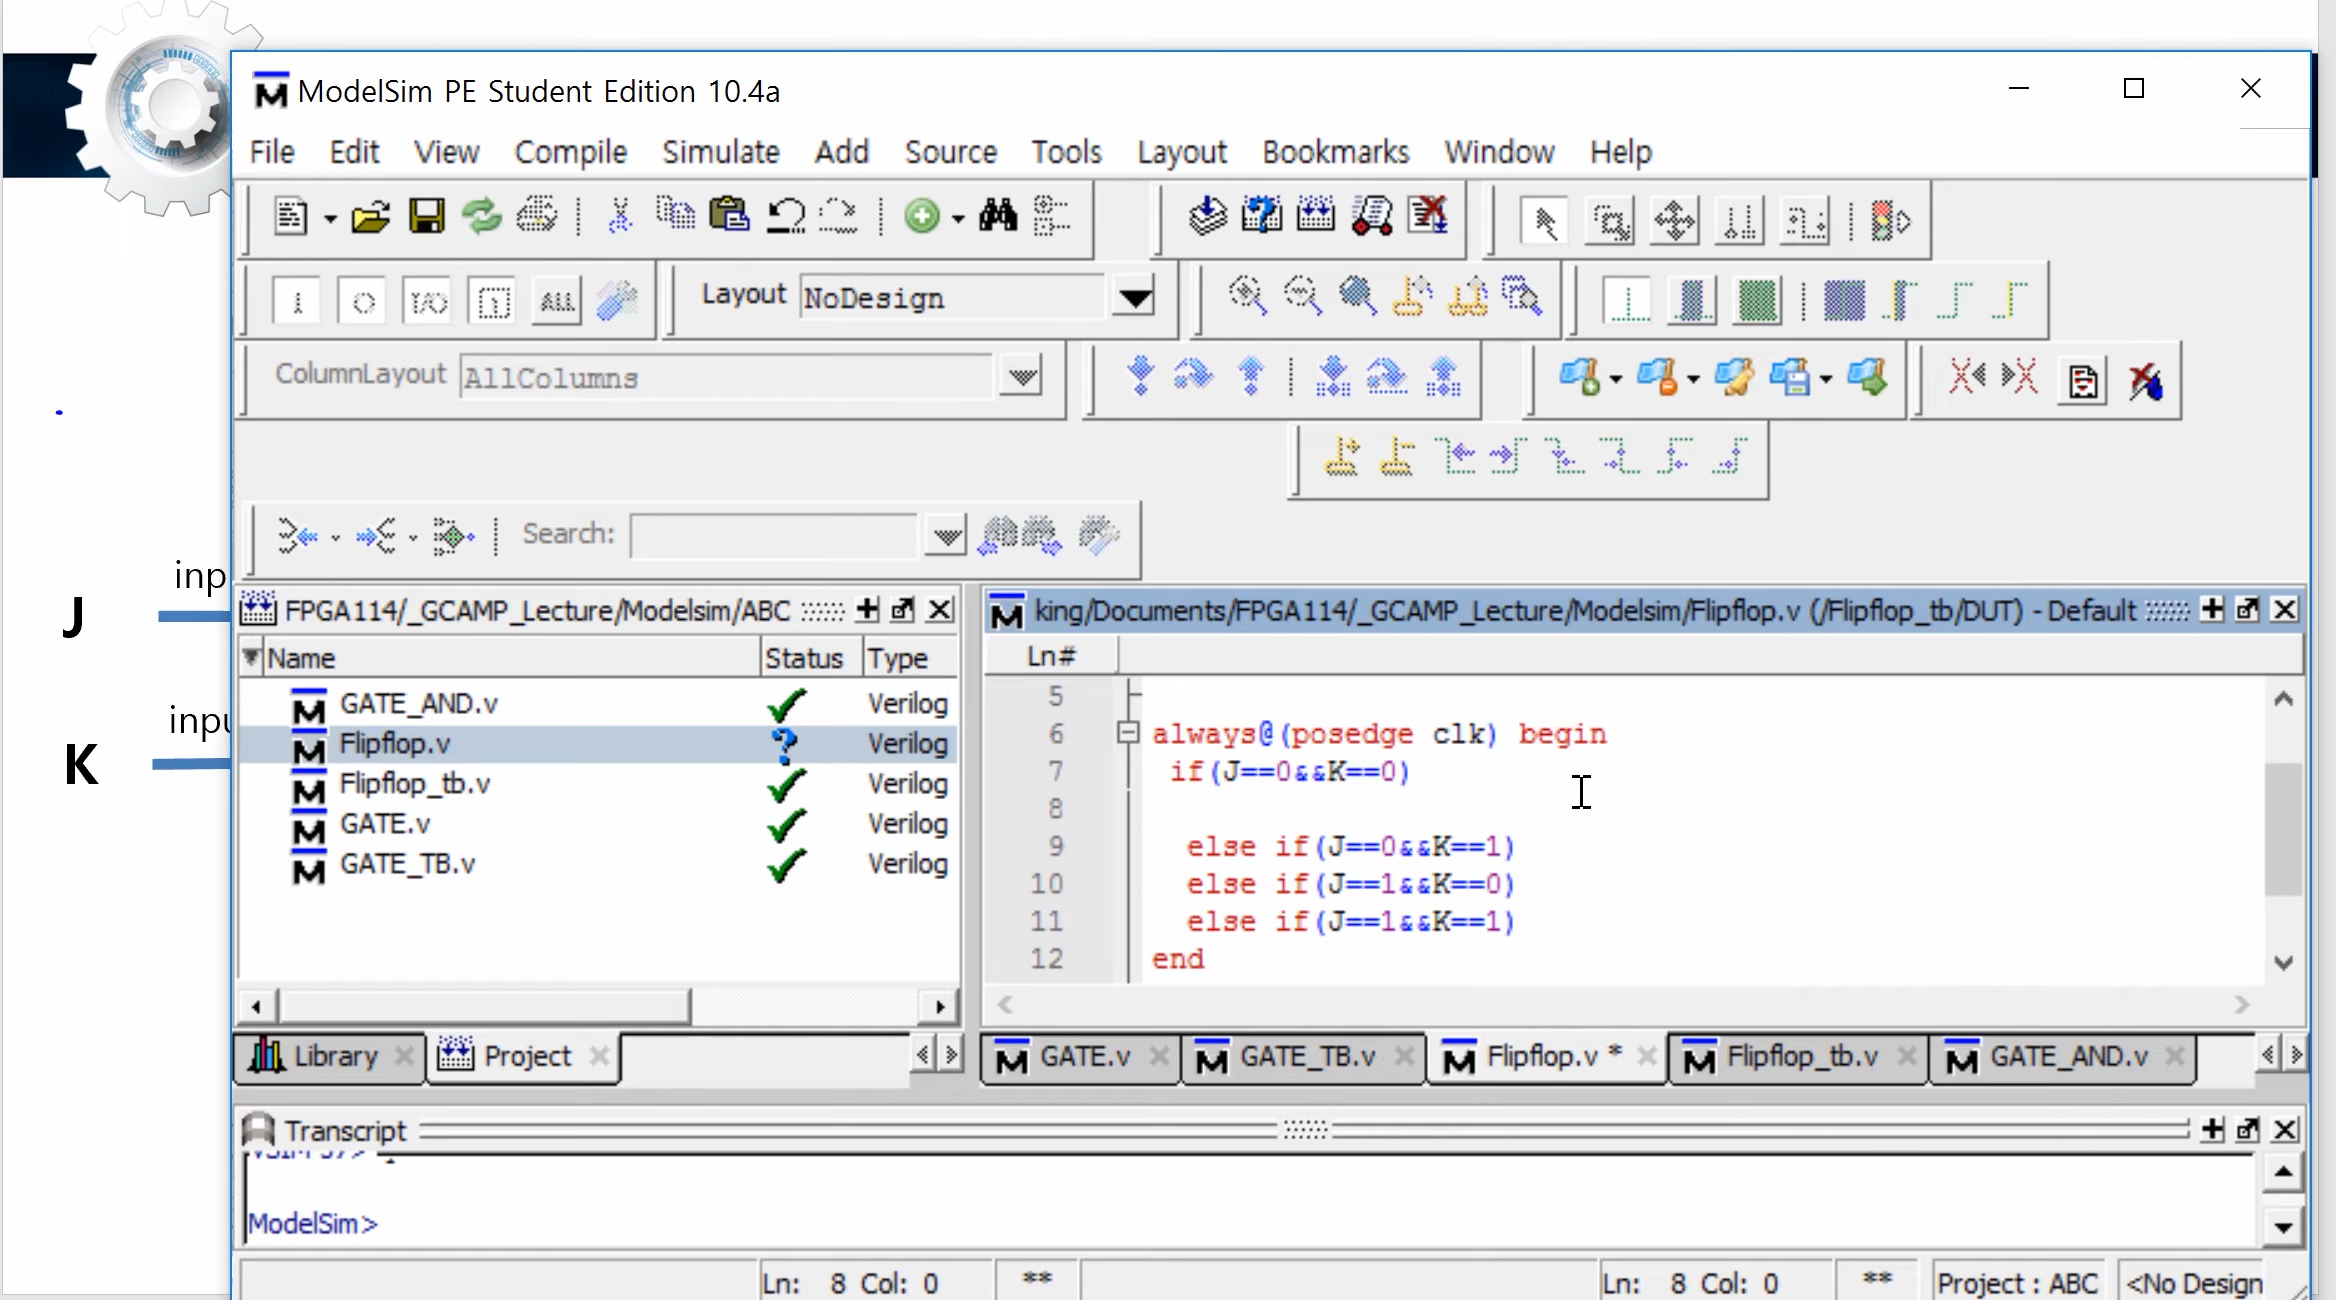 ModelSim PE Student Edition 10.4a
File Edit View Compile Simulate Add Source Tools Layout Bookmarks Window Help
ALL
Layout NoDesign
ColumnLayout AllColumns
Search:
inp
J
inpu
K
FPGA114/_GCAMP_Lecture/Modelsim/ABC
Name Status Type
GATE_AND.v Verilog
Flipflop.v ? Verilog
Flipflop_tb.v Verilog
GATE.v Verilog
GATE_TB.v Verilog
Library Project
king/Documents/FPGA114/_GCAMP_Lecture/Modelsim/Flipflop.v (/Flipflop_tb/DUT) - Default
Ln#
5
6 always@(posedge clk) begin
7 if(J==0&&K==0)
8
9 else if(J==0&&K==1)
10 else if(J==1&&K==0)
11 else if(J==1&&K==1)
12 end
GATE.v GATE_TB.v Flipflop.v * Flipflop_tb.v GATE_AND.v
Transcript
ModelSim>
Ln: 8 Col: 0 ** Ln: 8 Col: 0 ** Project : ABC <No Design